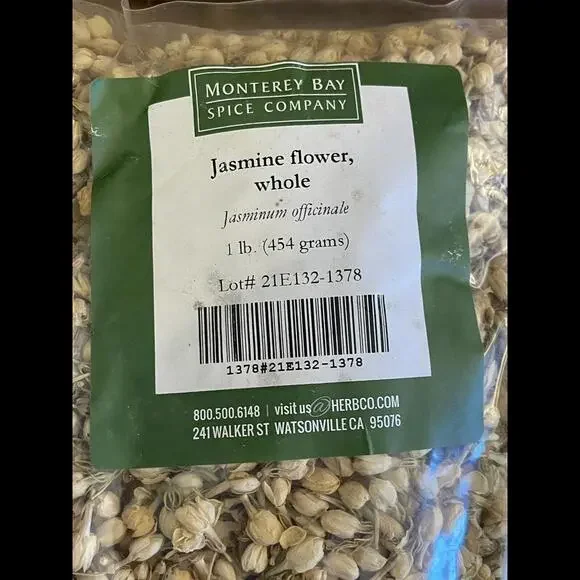 MONTEREY BAY
SPICE COMPANY
Jasmine flower,
whole
Jasminum officinale
1 lb. (454 grams)
Lot# 21E132-1378
1378#21E132-1378
800.500.6148 | visit us @HERBCO.COM
241 WALKER ST WATSONVILLE CA 95076